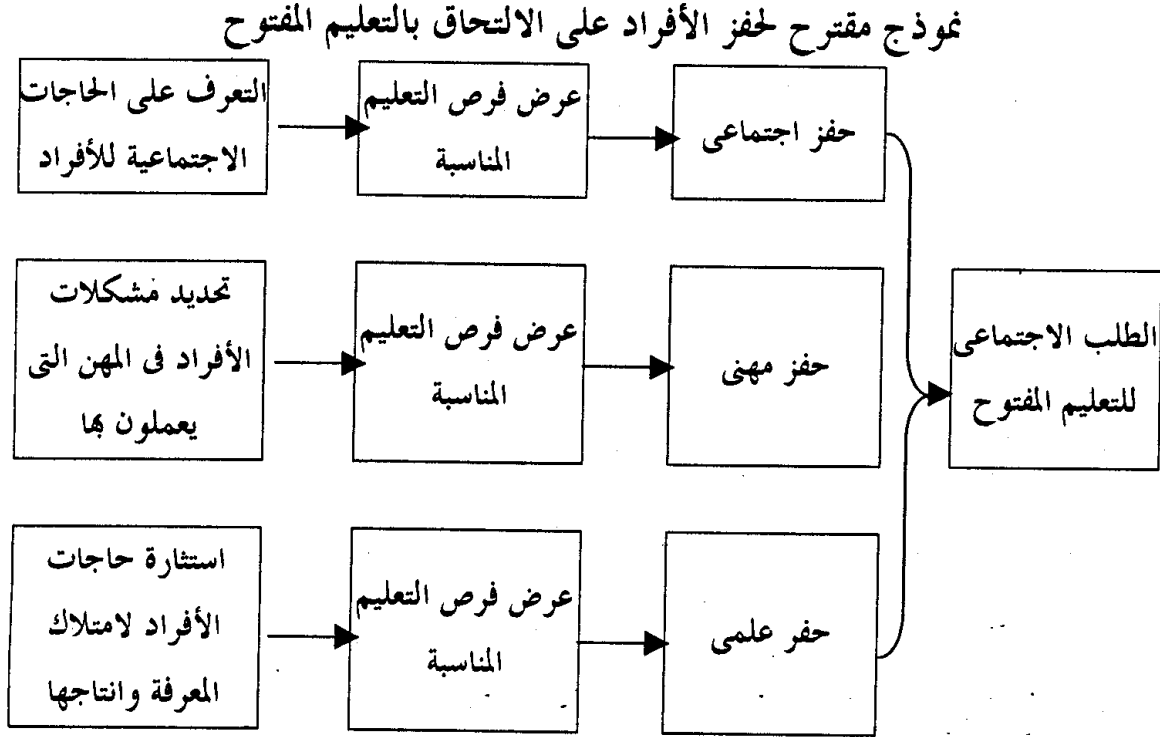 نموذج مقترح لحفز الأفراد على الالتحاق بالتعليم المفتوح
التعرف على الحاجات
الاجتماعية للأفراد
عرض فرص التعليم
المناسبة
حفز اجتماعى
تحديد مشكلات
الأفراد فى المهن التى
يعملون بها
عرض فرص التعليم
المناسبة
حفز مهنى
الطلب الاجتماعى
للتعليم المفتوح
استثارة حاجات
الأفراد لامتلاك
المعرفة وانتاجها
عرض فرص التعليم
المناسبة
حفر علمى